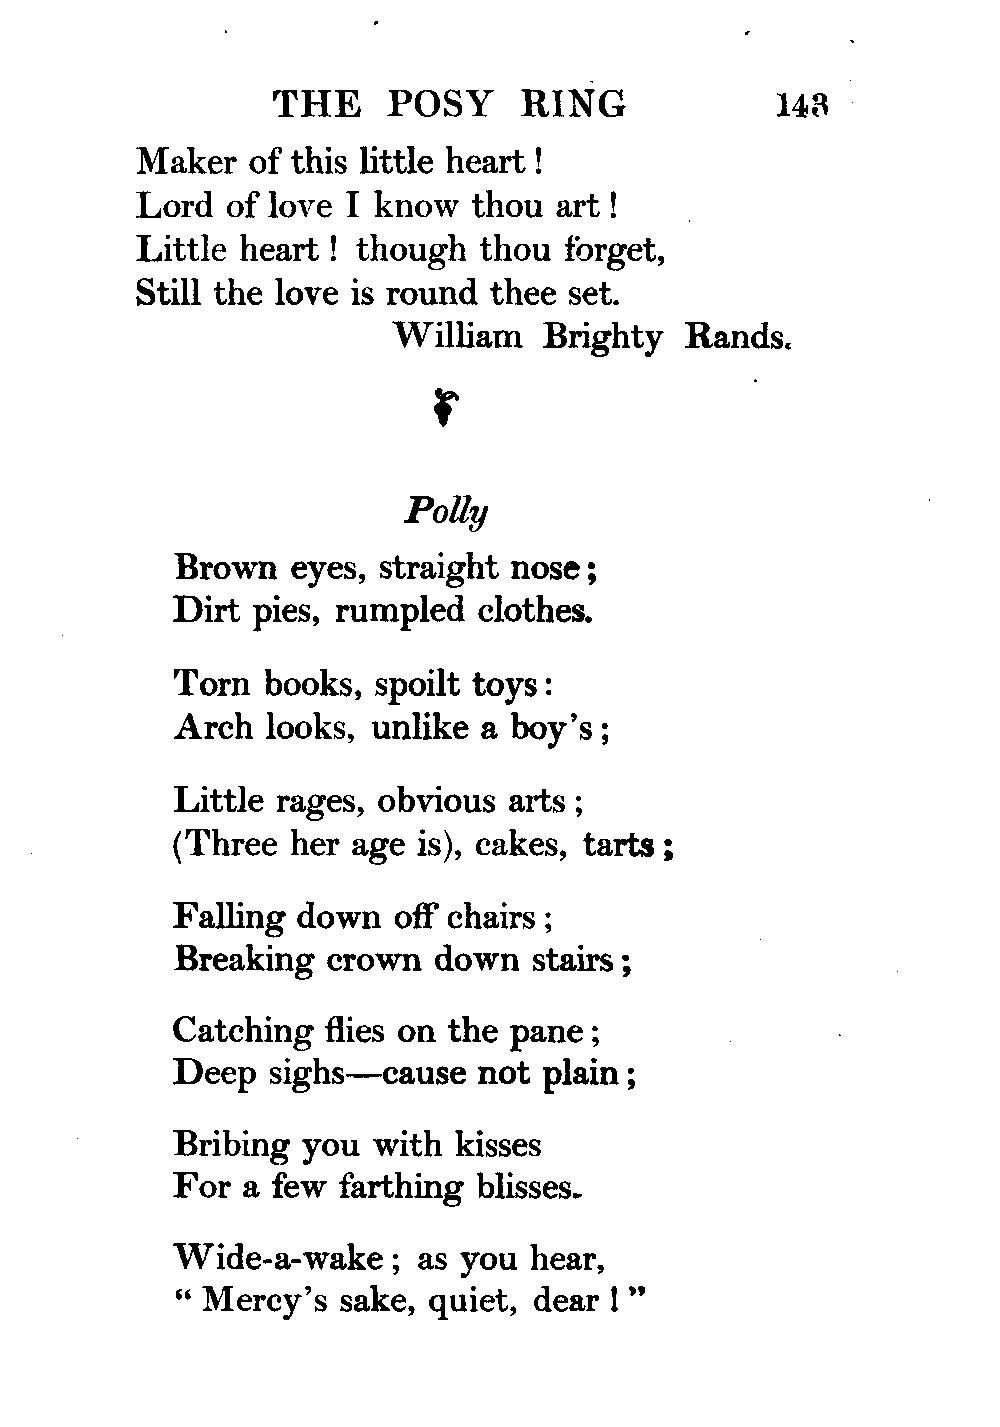 THE POSY RING 143
Maker of this little heart!
Lord of love I know thou art!
Little heart! though thou forget,
Still the love is round thee set.
William Brighty Rands.
Polly
Brown eyes, straight nose;
Dirt pies, rumpled clothes.
Torn books, spoilt toys:
Arch looks, unlike a boy's;
Little rages, obvious arts;
(Three her age is), cakes, tarts;
Falling down off chairs;
Breaking crown down stairs;
Catching flies on the pane;
Deep sighs—cause not plain;
Bribing you with kisses
For a few farthing blisses.
Wide-a-wake; as you hear,
"Mercy's sake, quiet, dear!"